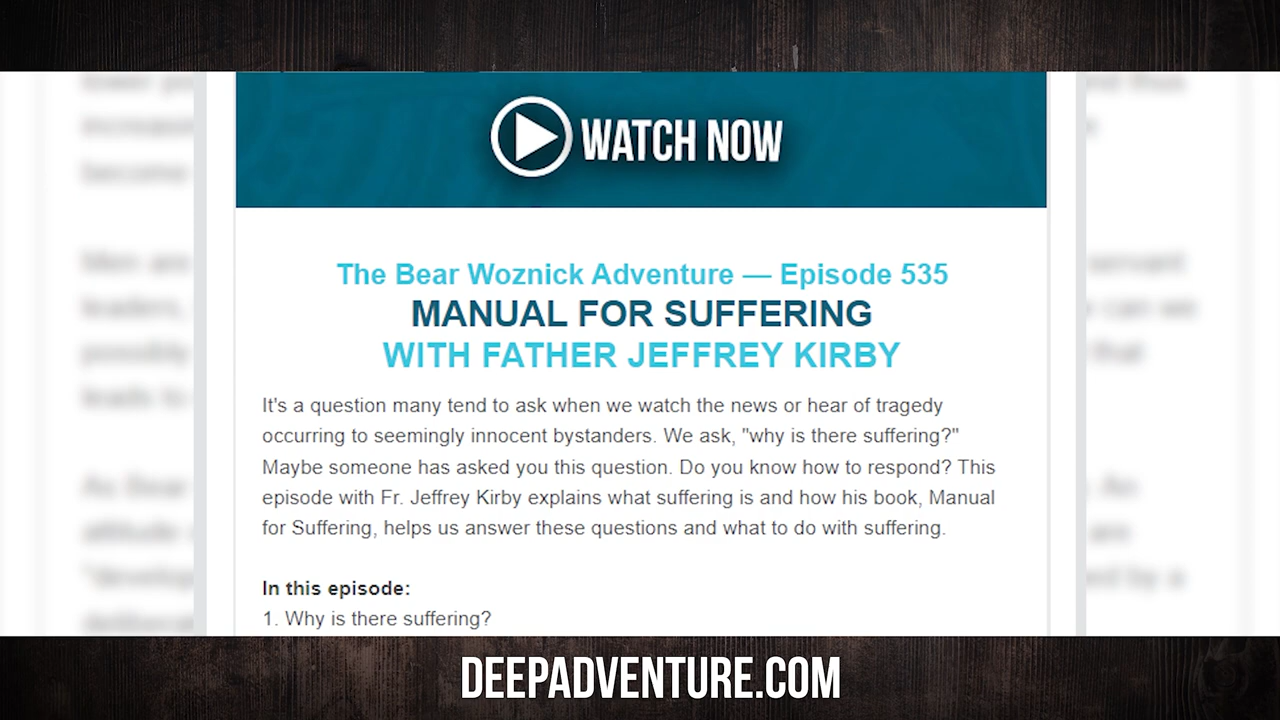 WATCH NOW
The Bear Woznick Adventure — Episode 535
MANUAL FOR SUFFERING
WITH FATHER JEFFREY KIRBY
It's a question many tend to ask when we watch the news or hear of tragedy
occurring to seemingly innocent bystanders. We ask, "why is there suffering?"
Maybe someone has asked you this question. Do you know how to respond? This
episode with Fr. Jeffrey Kirby explains what suffering is and how his book, Manual
for Suffering, helps us answer these questions and what to do with suffering.
In this episode:
1. Why is there suffering?
DEEPADVENTURE.COM